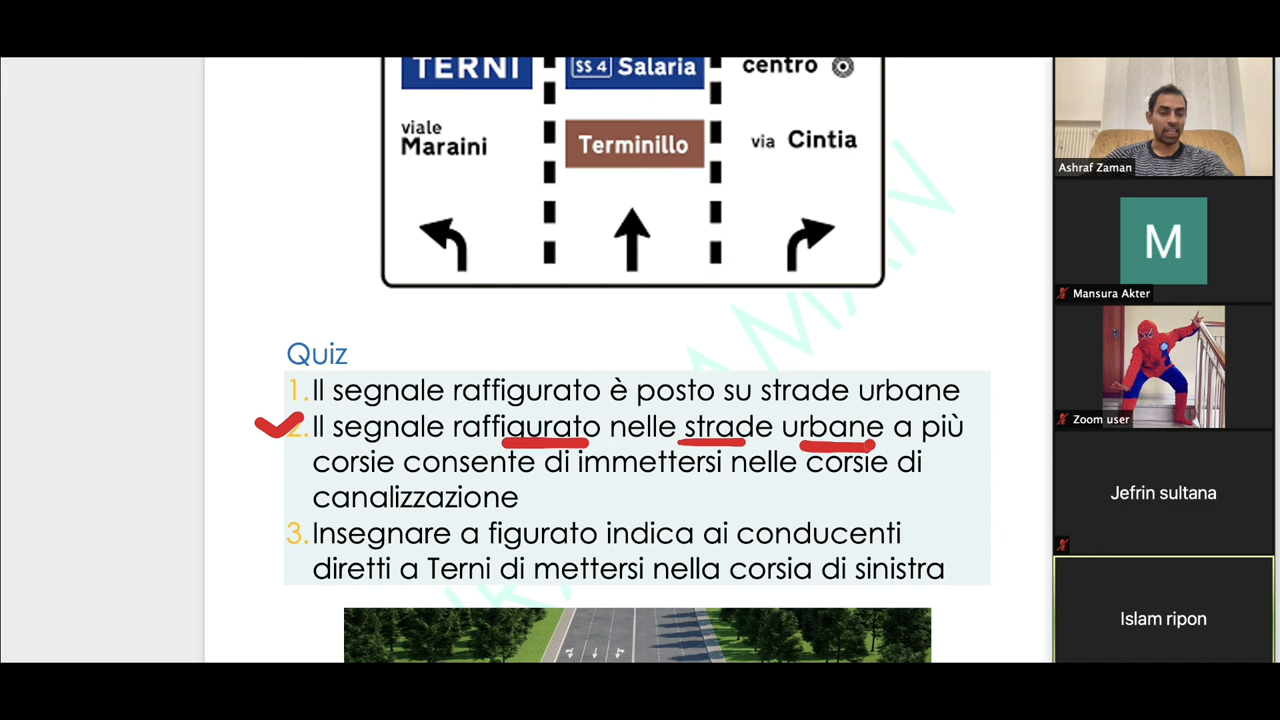 TERNI
SS 4 Salaria
centro
viale
Maraini
Terminillo
via Cintia
Quiz
1. Il segnale raffigurato è posto su strade urbane
2. Il segnale raffigurato nelle strade urbane a più
corsie consente di immettersi nelle corsie di
canalizzazione
3. Insegnare a figurato indica ai conducenti
diretti a Terni di mettersi nella corsia di sinistra
Ashraf Zaman
M
Mansura Akter
Zoom user
Jefrin sultana
Islam ripon